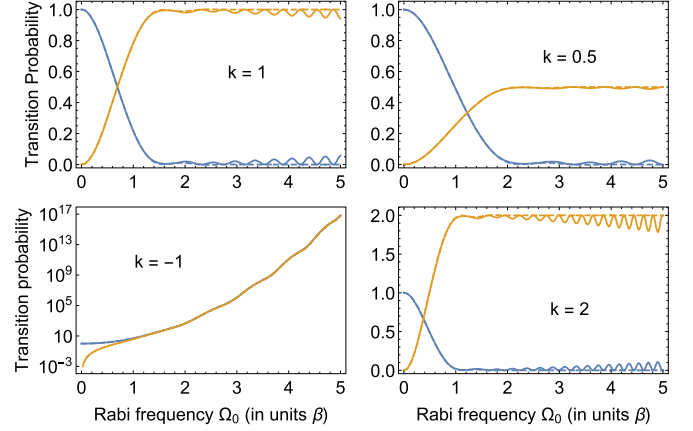 Transition Probability
1.0
0.8
0.6
0.4
0.2
0.0
k = 1
0 1 2 3 4 5
1.0
0.8
0.6
0.4
0.2
0.0
k = 0.5
0 1 2 3 4 5
Transition probability
10^17
10^13
10^9
10^5
10
10^-3
k = −1
0 1 2 3 4 5
Rabi frequency Ω₀ (in units β)
2.0
1.5
1.0
0.5
0.0
k = 2
0 1 2 3 4 5
Rabi frequency Ω₀ (in units β)